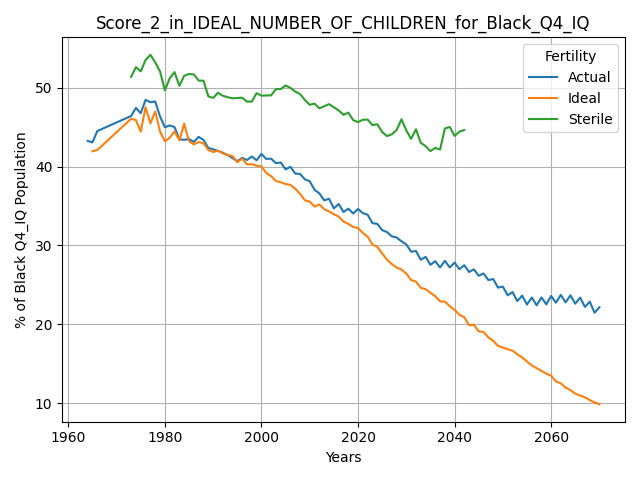 Score_2_in_IDEAL_NUMBER_OF_CHILDREN_for_Black_Q4_IQ
Fertility
Actual
Ideal
Sterile
% of Black Q4_IQ Population
50
40
30
20
10
1960
1980
2000
2020
2040
2060
Years